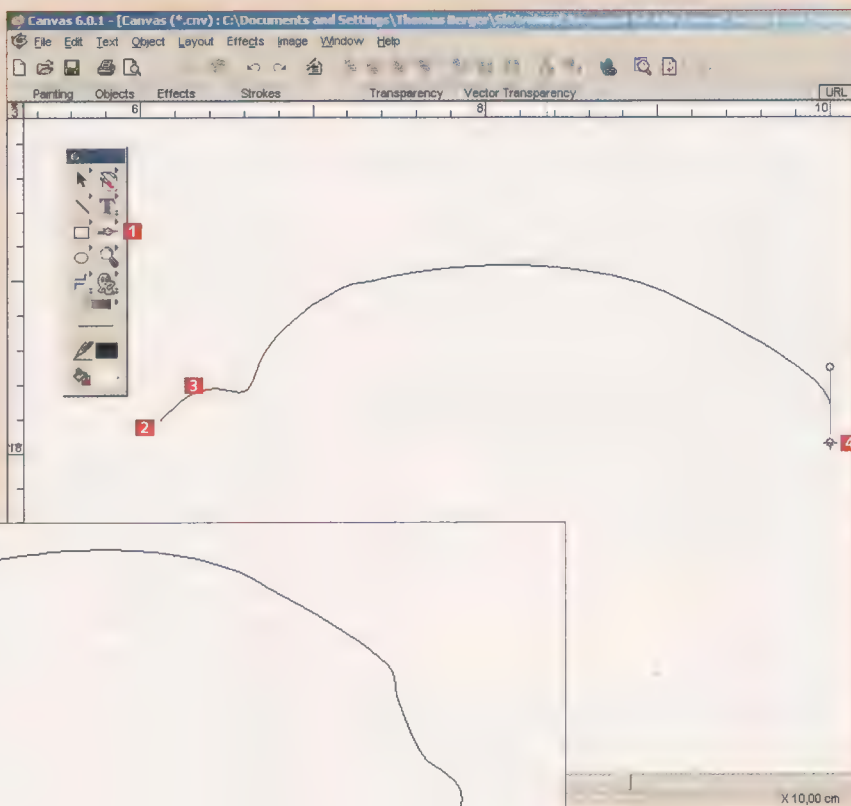 Canvas 6.0.1 - [Canvas (*.cnv) : C:\Documents and Settings\Thomas Berger\
File Edit Text Object Layout Effects Image Window Help
Painting Objects Effects Strokes Transparency Vector Transparency URL
6 8 10
1
3
2
4
18
X 10,00 cm